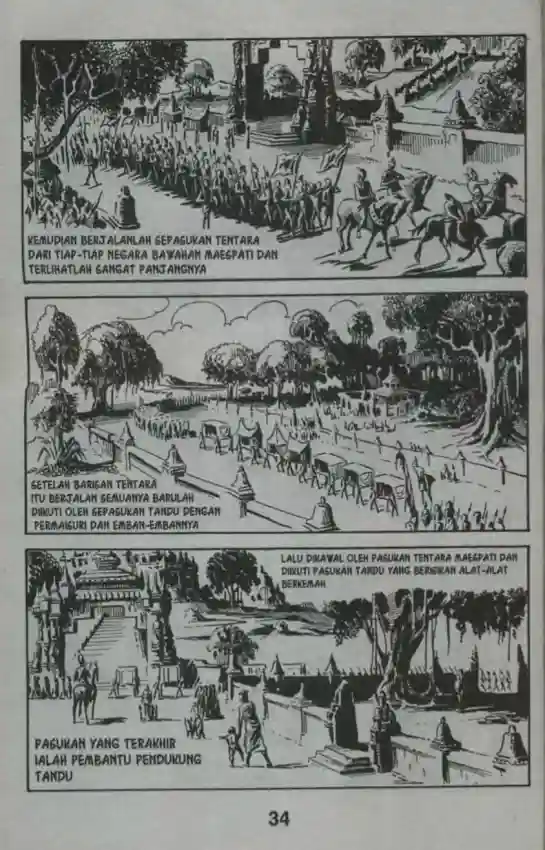 KEMUDIAN BERJALANLAH SEPASUKAN TENTARA
DARI TIAP-TIAP NEGARA BAWAHAN MAESPATI DAN
TERLIHATLAH SANGAT PANJANGNYA
SETELAH BARISAN TENTARA
ITU BERJALAN SEMUANYA BARULAH
DIIKUTI OLEH SEPASUKAN TANDU DENGAN
PERMAISURI DAN EMBAN-EMBANNYA
LALU DIKAWAL OLEH PASUKAN TENTARA MAESPATI DAN
DIIKUTI PASUKAN TANDU YANG BERISIKAN ALAT-ALAT
BERKEMAH
PASUKAN YANG TERAKHIR
IALAH PEMBANTU PENDUKUNG
TANDU
34